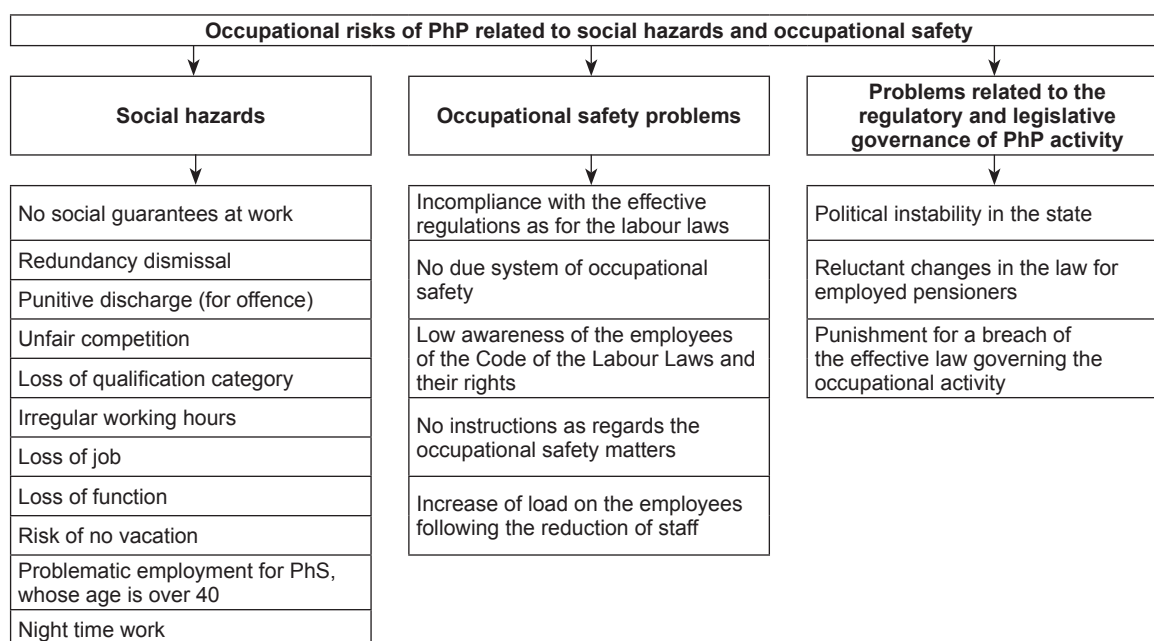 Occupational risks of PhP related to social hazards and occupational safety
Social hazards
No social guarantees at work
Redundancy dismissal
Punitive discharge (for offence)
Unfair competition
Loss of qualification category
Irregular working hours
Loss of job
Loss of function
Risk of no vacation
Problematic employment for PhS,
whose age is over 40
Night time work
Occupational safety problems
Incompliance with the effective
regulations as for the labour laws
No due system of occupational
safety
Low awareness of the employees
of the Code of the Labour Laws and
their rights
No instructions as regards the
occupational safety matters
Increase of load on the employees
following the reduction of staff
Problems related to the
regulatory and legislative
governance of PhP activity
Political instability in the state
Reluctant changes in the law for
employed pensioners
Punishment for a breach of
the effective law governing the
occupational activity